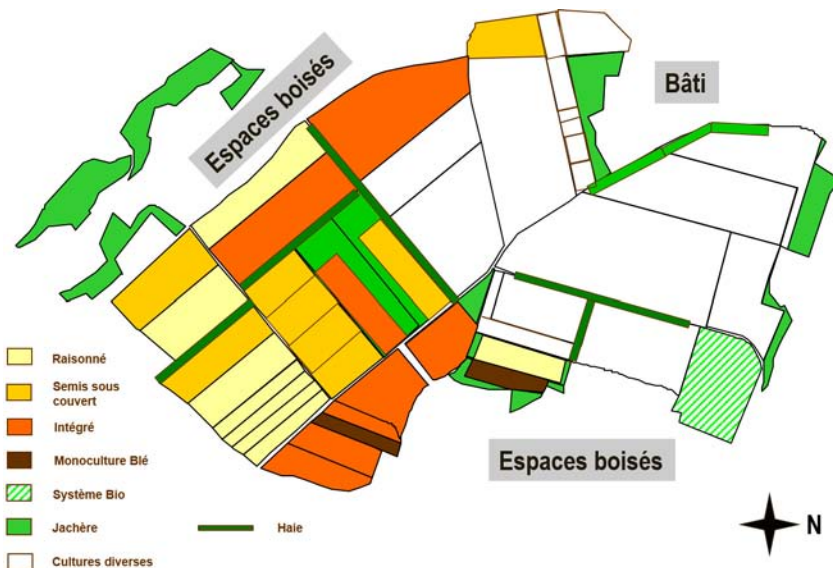 Espaces boisés
Bâti
Raisonné
Semis sous
couvert
Intégré
Monoculture Blé
Espaces boisés
Système Bio
Jachère
Haie
N
Cultures diverses